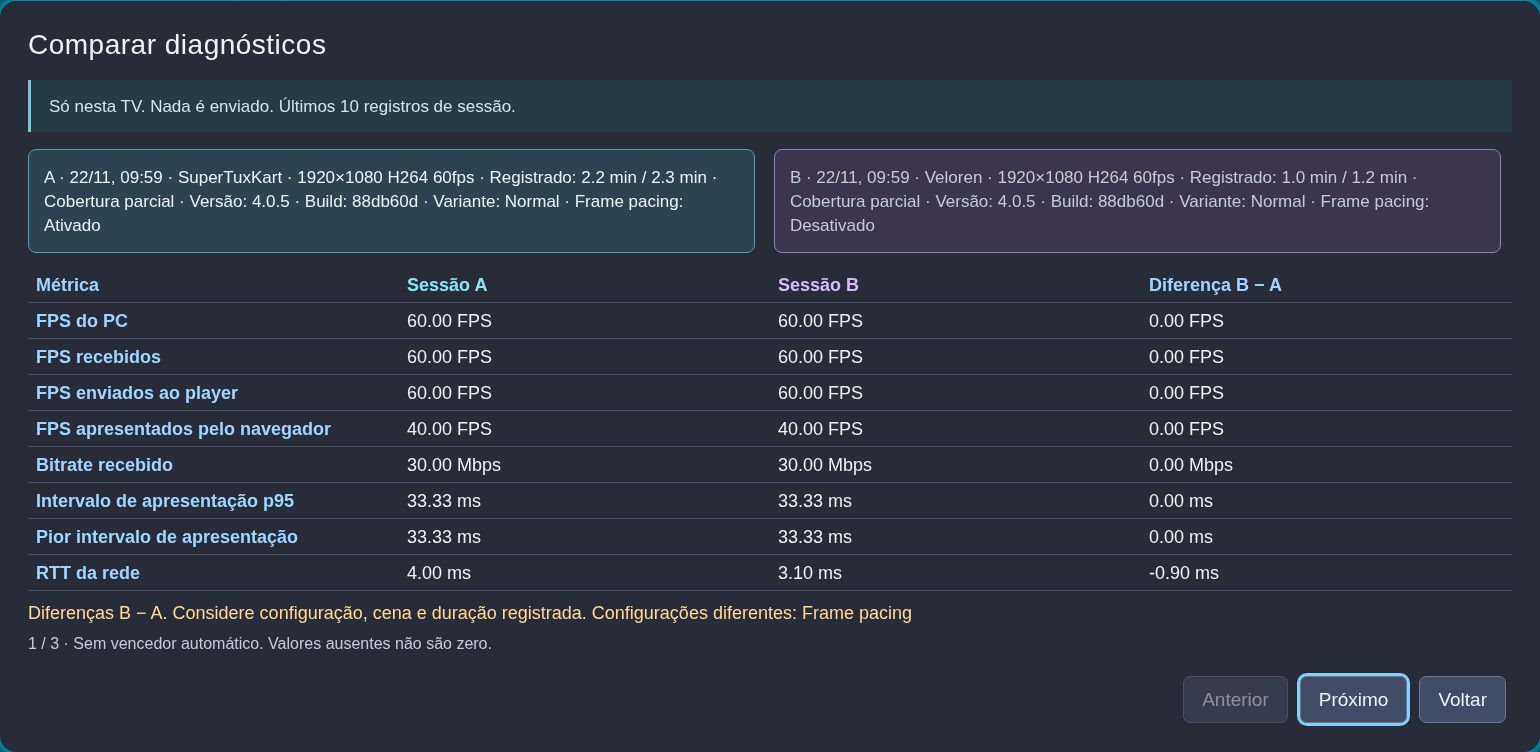 Comparar diagnósticos
Só nesta TV. Nada é enviado. Últimos 10 registros de sessão.
A · 22/11, 09:59 · SuperTuxKart · 1920×1080 H264 60fps · Registrado: 2.2 min / 2.3 min ·
Cobertura parcial · Versão: 4.0.5 · Build: 88db60d · Variante: Normal · Frame pacing:
Ativado
B · 22/11, 09:59 · Veloren · 1920×1080 H264 60fps · Registrado: 1.0 min / 1.2 min ·
Cobertura parcial · Versão: 4.0.5 · Build: 88db60d · Variante: Normal · Frame pacing:
Desativado
Métrica Sessão A Sessão B Diferença B − A
FPS do PC 60.00 FPS 60.00 FPS 0.00 FPS
FPS recebidos 60.00 FPS 60.00 FPS 0.00 FPS
FPS enviados ao player 60.00 FPS 60.00 FPS 0.00 FPS
FPS apresentados pelo navegador 40.00 FPS 40.00 FPS 0.00 FPS
Bitrate recebido 30.00 Mbps 30.00 Mbps 0.00 Mbps
Intervalo de apresentação p95 33.33 ms 33.33 ms 0.00 ms
Pior intervalo de apresentação 33.33 ms 33.33 ms 0.00 ms
RTT da rede 4.00 ms 3.10 ms -0.90 ms
Diferenças B − A. Considere configuração, cena e duração registrada. Configurações diferentes: Frame pacing
1 / 3 · Sem vencedor automático. Valores ausentes não são zero.
Anterior Próximo Voltar